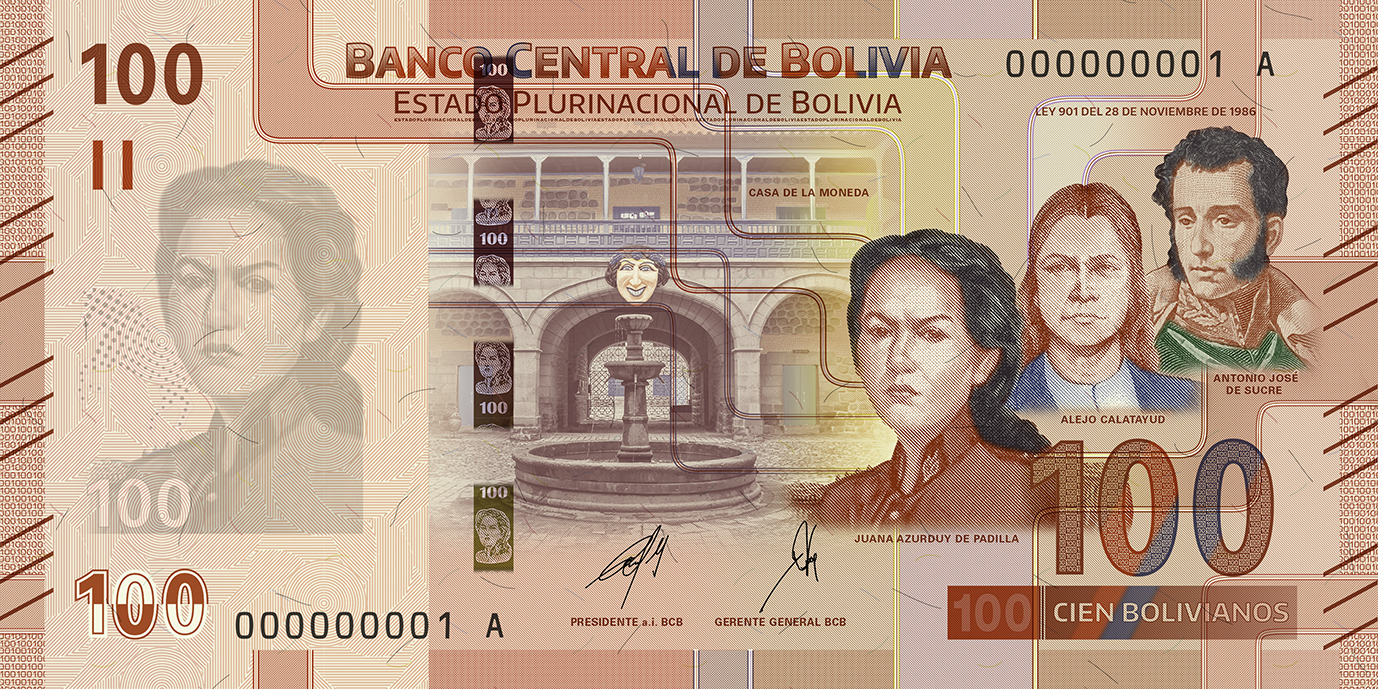 100
BANCO CENTRAL DE BOLIVIA
000000001 A
ESTADO PLURINACIONAL DE BOLIVIA
LEY 901 DEL 28 DE NOVIEMBRE DE 1986
100
CASA DE LA MONEDA
100
ANTONIO JOSÉ
DE SUCRE
100
ALEJO CALATAYUD
100
100
100
JUANA AZURDUY DE PADILLA
100
000000001 A
PRESIDENTE a.i. BCB
GERENTE GENERAL BCB
100 CIEN BOLIVIANOS